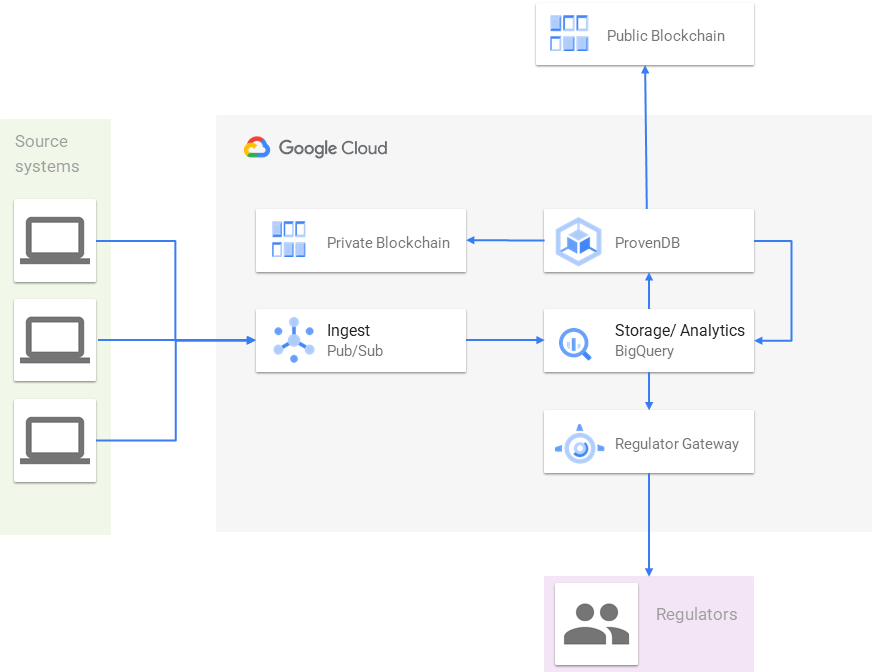 Public Blockchain
Source
systems
Google Cloud
Private Blockchain
ProvenDB
Ingest
Pub/Sub
Storage/ Analytics
BigQuery
Regulator Gateway
Regulators